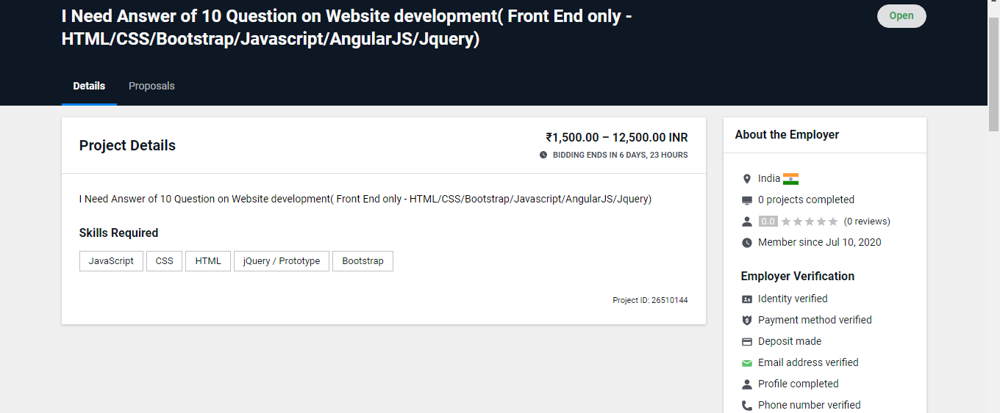 I Need Answer of 10 Question on Website development( Front End only -
HTML/CSS/Bootstrap/Javascript/AngularJS/Jquery)
Open
Details
Proposals
Project Details
₹1,500.00 – 12,500.00 INR
BIDDING ENDS IN 6 DAYS, 23 HOURS
I Need Answer of 10 Question on Website development( Front End only - HTML/CSS/Bootstrap/Javascript/AngularJS/Jquery)
Skills Required
JavaScript
CSS
HTML
jQuery / Prototype
Bootstrap
Project ID: 26510144
About the Employer
India
0 projects completed
0.0
(0 reviews)
Member since Jul 10, 2020
Employer Verification
Identity verified
Payment method verified
Deposit made
Email address verified
Profile completed
Phone number verified